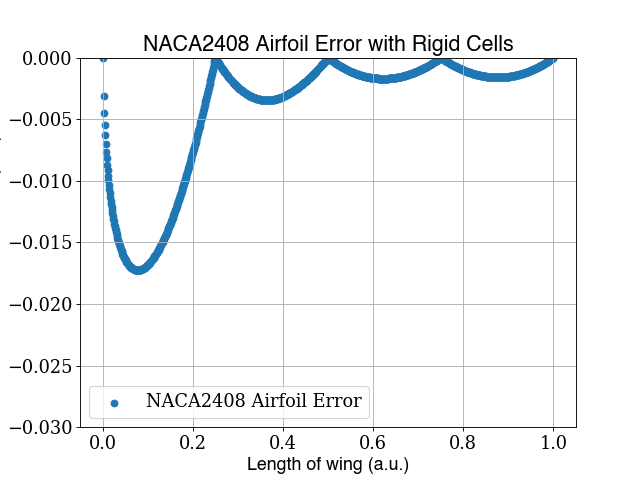 NACA2408 Airfoil Error with Rigid Cells
0.000
−0.005
−0.010
−0.015
−0.020
−0.025
−0.030
NACA2408 Airfoil Error
0.0 0.2 0.4 0.6 0.8 1.0
Length of wing (a.u.)